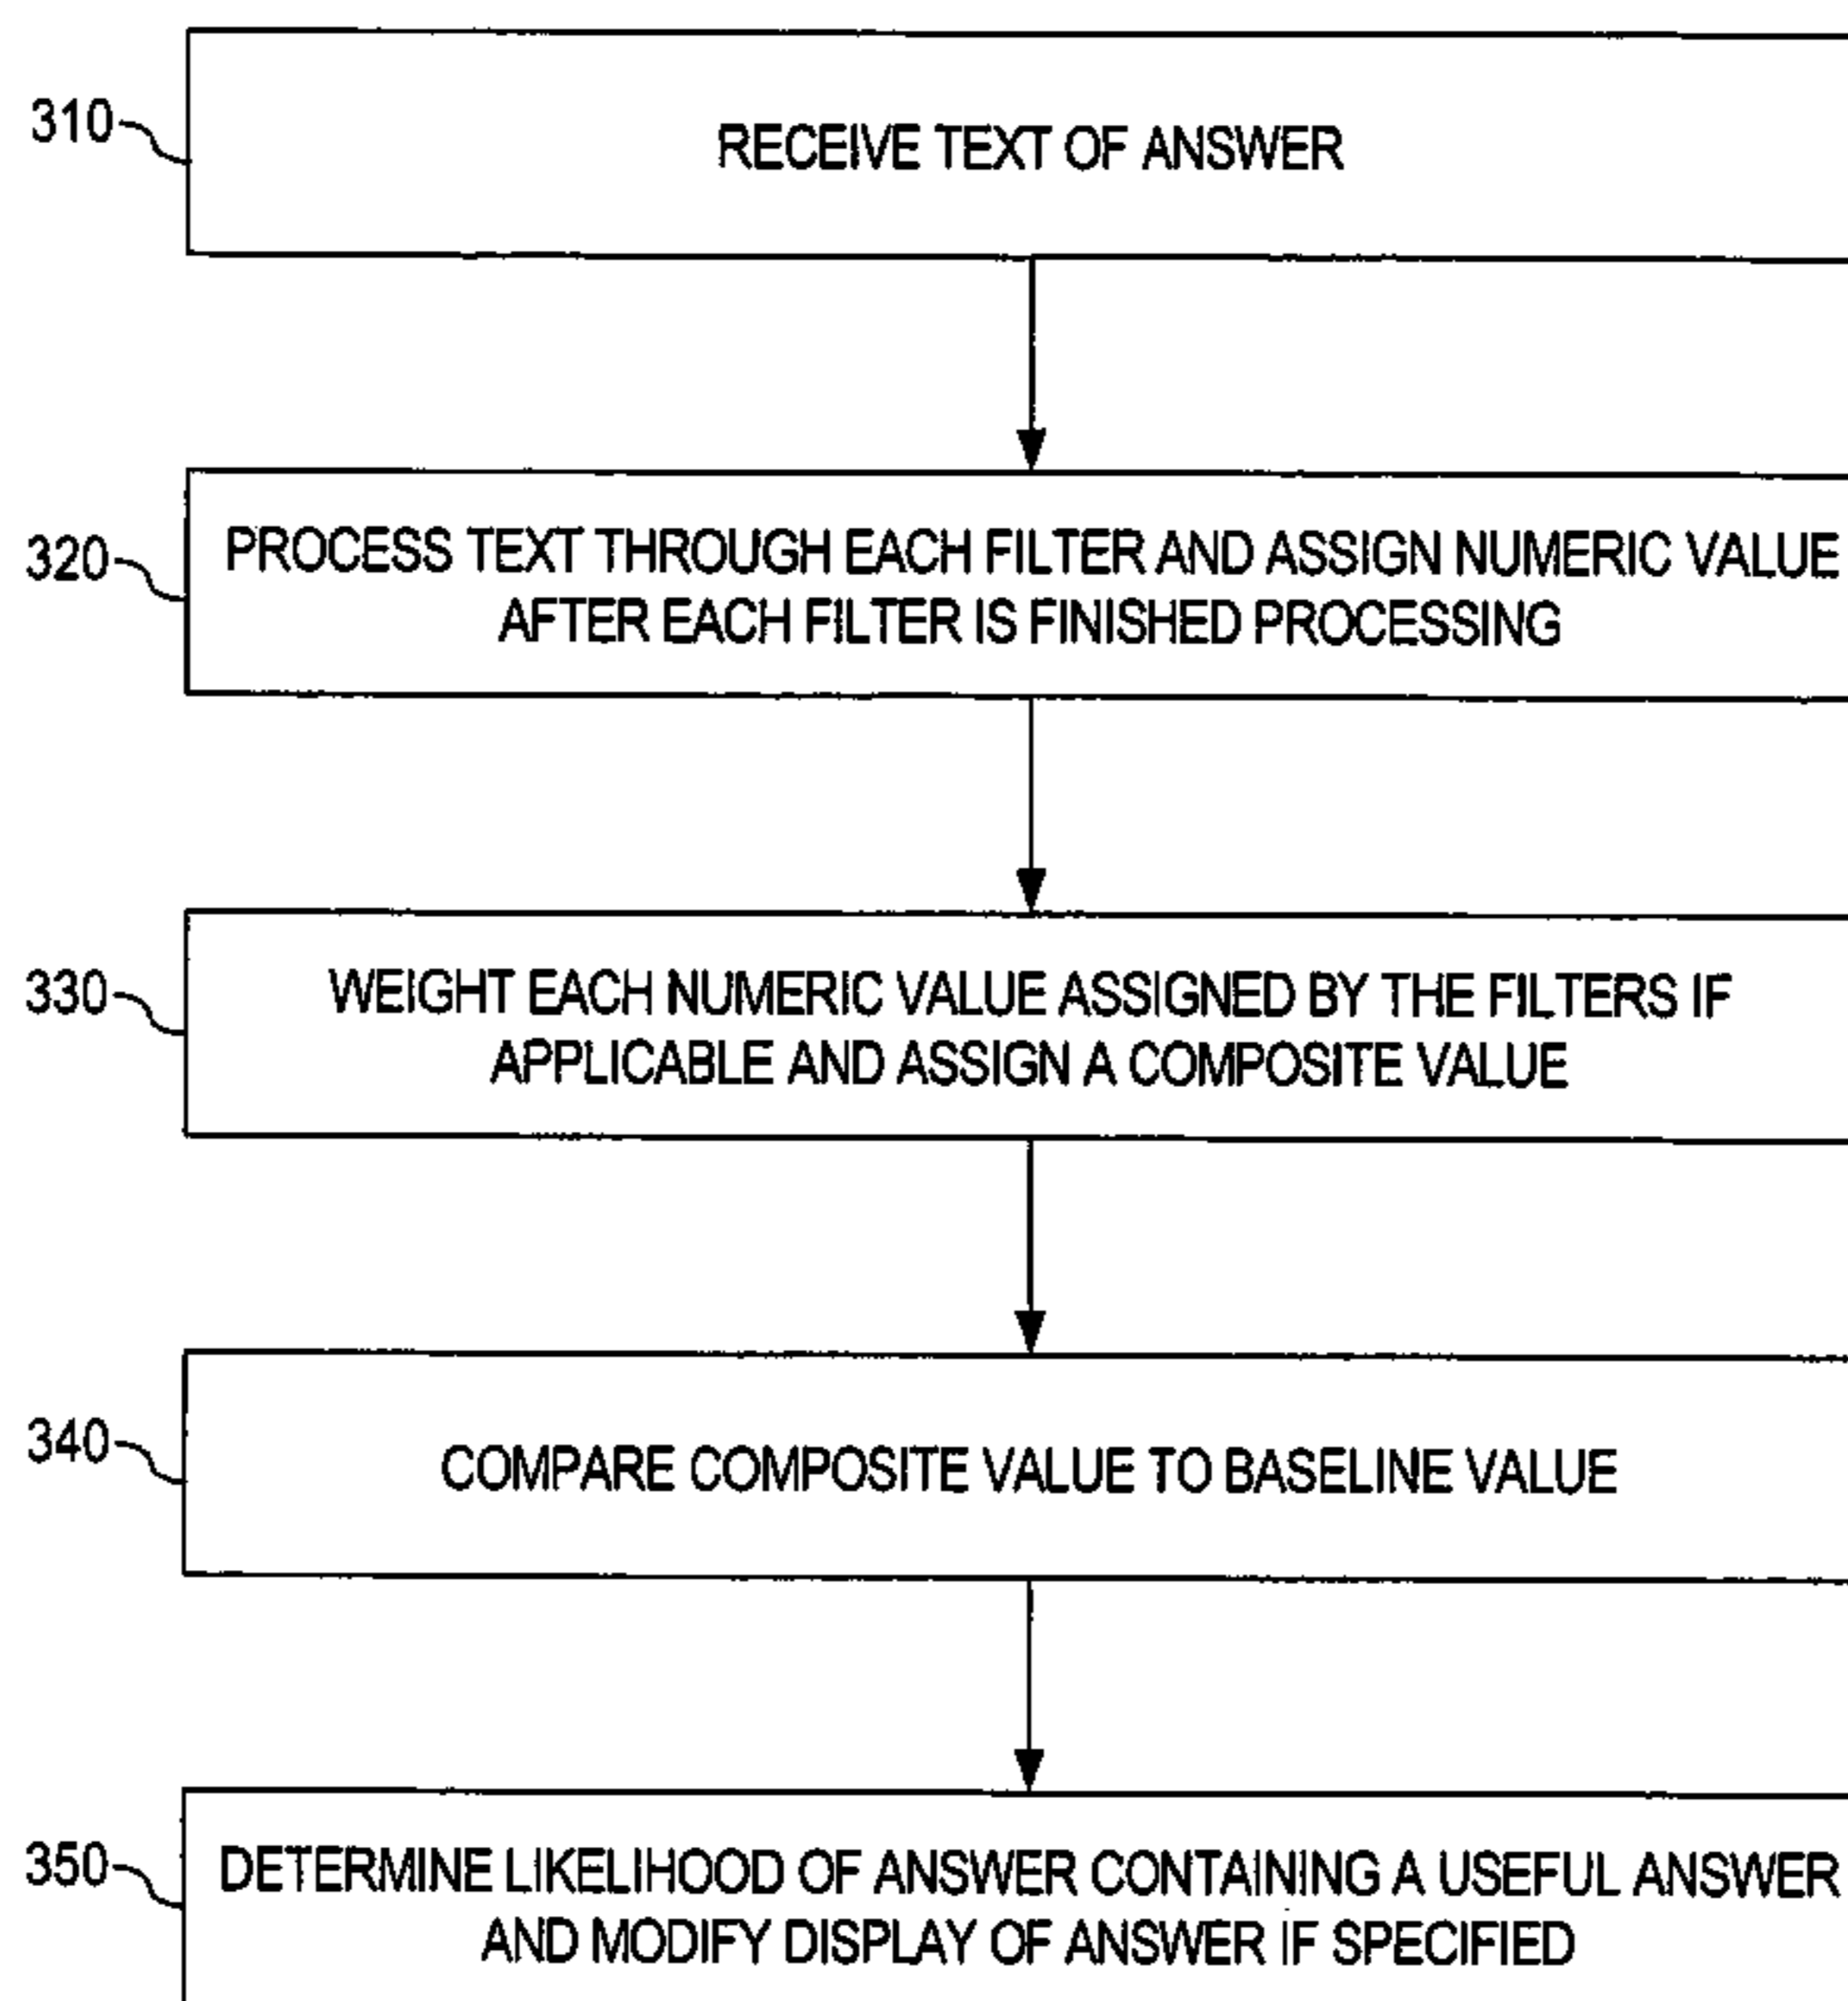 310
RECEIVE TEXT OF ANSWER
320
PROCESS TEXT THROUGH EACH FILTER AND ASSIGN NUMERIC VALUE
AFTER EACH FILTER IS FINISHED PROCESSING
330
WEIGHT EACH NUMERIC VALUE ASSIGNED BY THE FILTERS IF
APPLICABLE AND ASSIGN A COMPOSITE VALUE
340
COMPARE COMPOSITE VALUE TO BASELINE VALUE
350
DETERMINE LIKELIHOOD OF ANSWER CONTAINING A USEFUL ANSWER
AND MODIFY DISPLAY OF ANSWER IF SPECIFIED